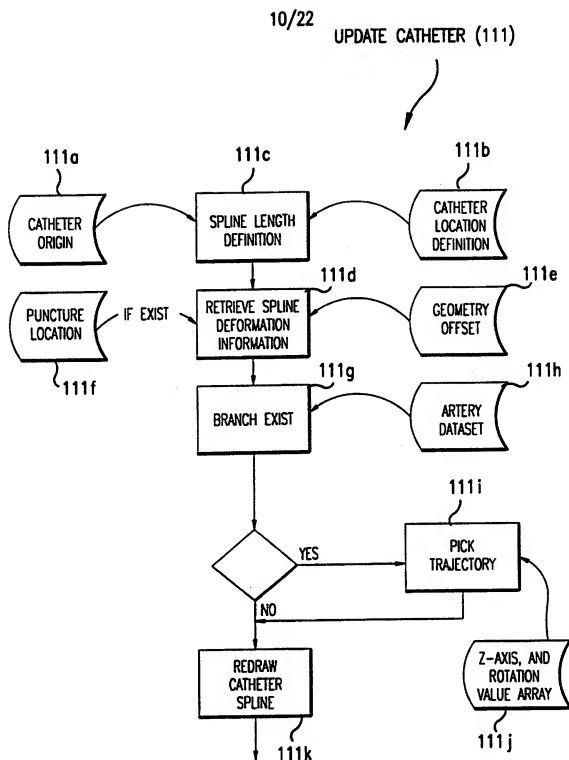 10/22
UPDATE CATHETER (111)
111a
111c
111b
CATHETER
ORIGIN
SPLINE LENGTH
DEFINITION
CATHETER
LOCATION
DEFINITION
111d
111e
PUNCTURE
LOCATION
IF EXIST
RETRIEVE SPLINE
DEFORMATION
INFORMATION
GEOMETRY
OFFSET
111f
111g
111h
BRANCH EXIST
ARTERY
DATASET
111i
YES
PICK
TRAJECTORY
NO
REDRAW
CATHETER
SPLINE
Z-AXIS, AND
ROTATION
VALUE ARRAY
111k
111j